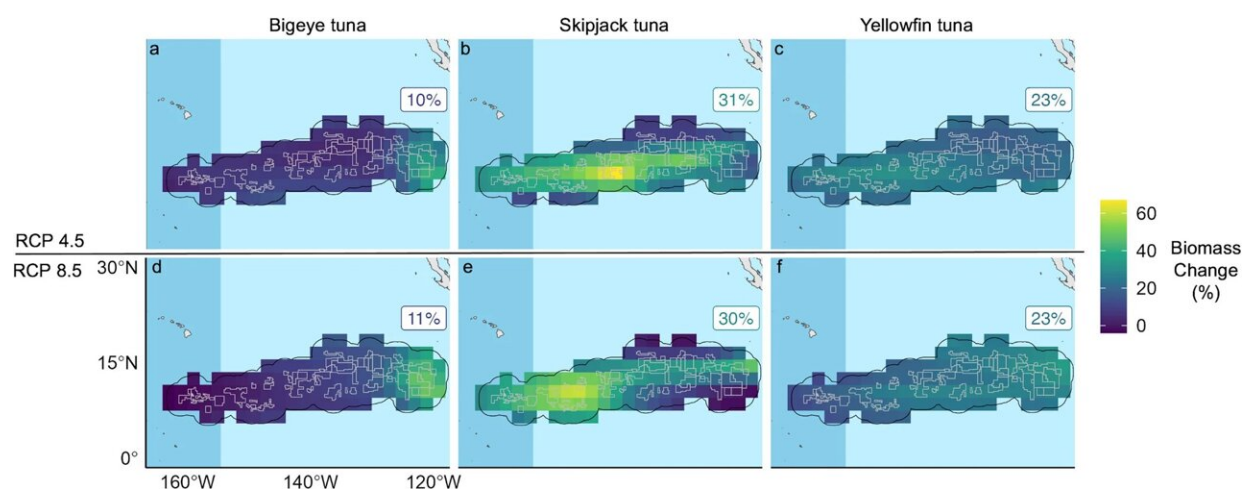 Bigeye tuna
Skipjack tuna
Yellowfin tuna
a
b
c
10%
31%
23%
RCP 4.5
RCP 8.5
30°N
15°N
0°
d
e
f
11%
30%
23%
160°W
140°W
120°W
60
40
20
0
Biomass
Change
(%)